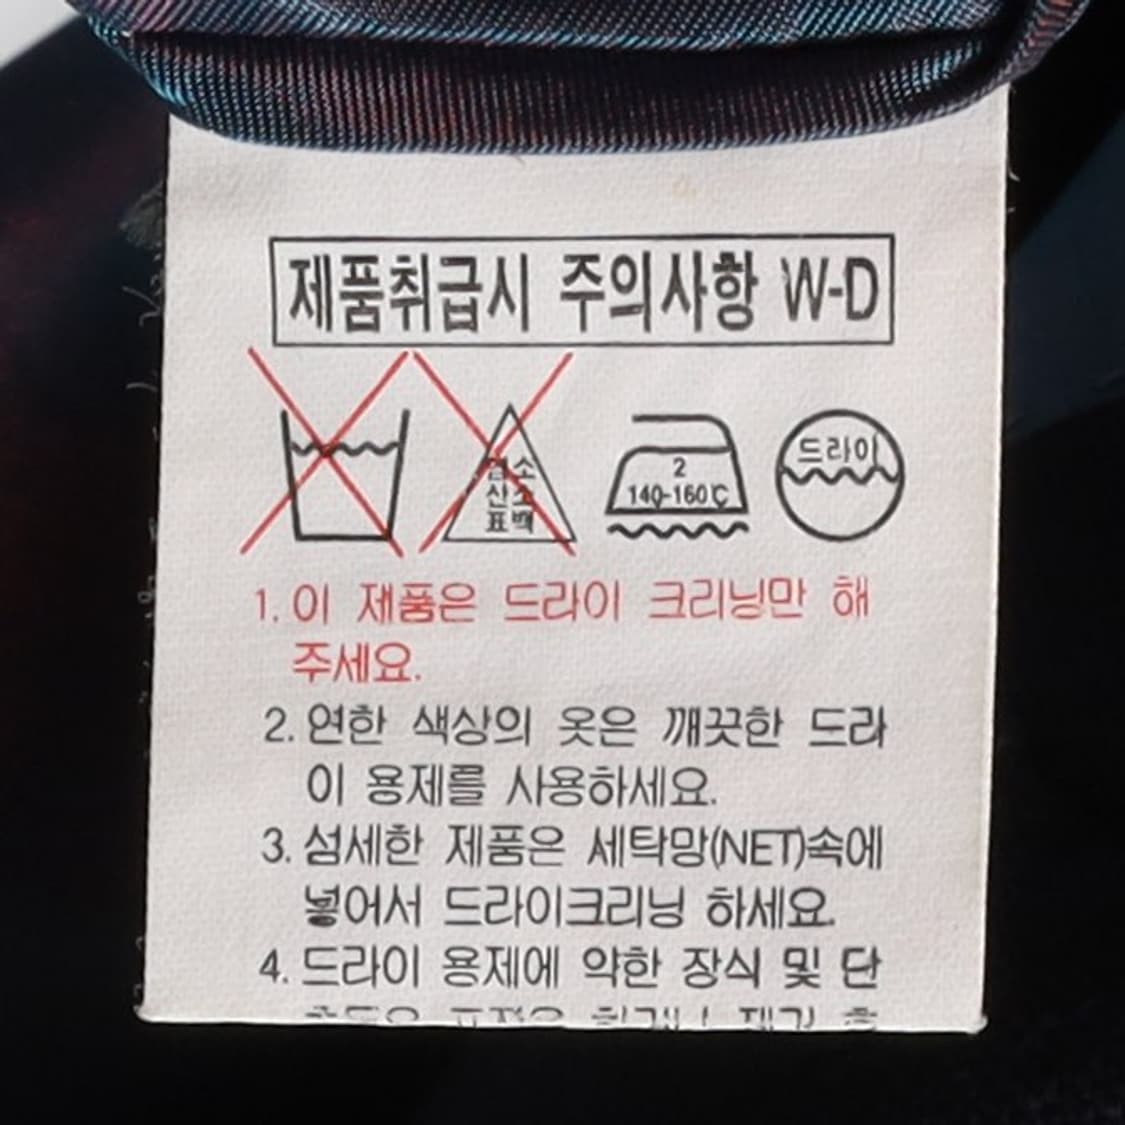 제품취급시 주의사항 W-D
염소
산소
표백
2
140-160℃
드라이
1. 이 제품은 드라이 크리닝만 해
주세요.
2. 연한 색상의 옷은 깨끗한 드라
이 용제를 사용하세요.
3. 섬세한 제품은 세탁망(NET)속에
넣어서 드라이크리닝 하세요.
4. 드라이 용제에 약한 장식 및 단